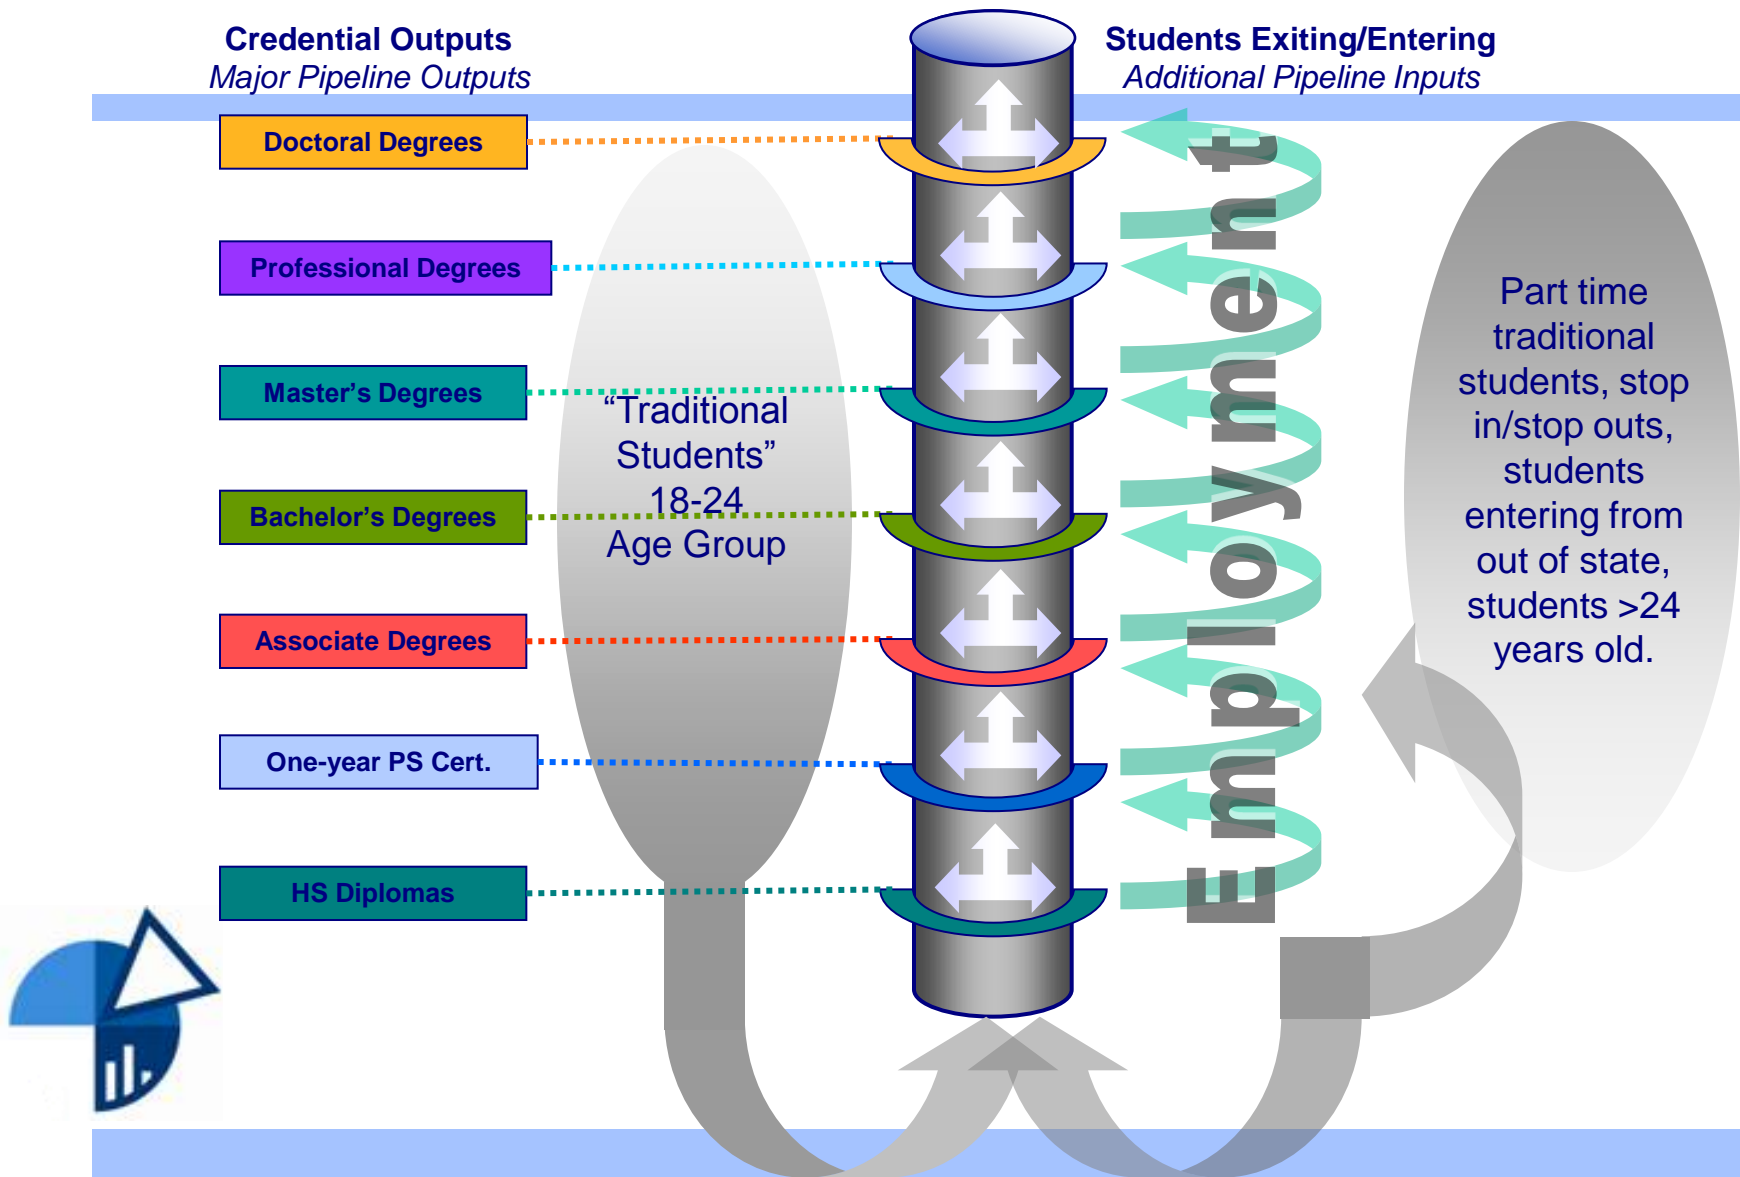 Credential Outputs
Major Pipeline Outputs
Students Exiting/Entering
Additional Pipeline Inputs
Doctoral Degrees
Professional Degrees
Master’s Degrees
Bachelor’s Degrees
Associate Degrees
One-year PS Cert.
HS Diplomas
“Traditional
Students”
18-24
Age Group
Employment
Part time
traditional
students, stop
in/stop outs,
students
entering from
out of state,
students >24
years old.